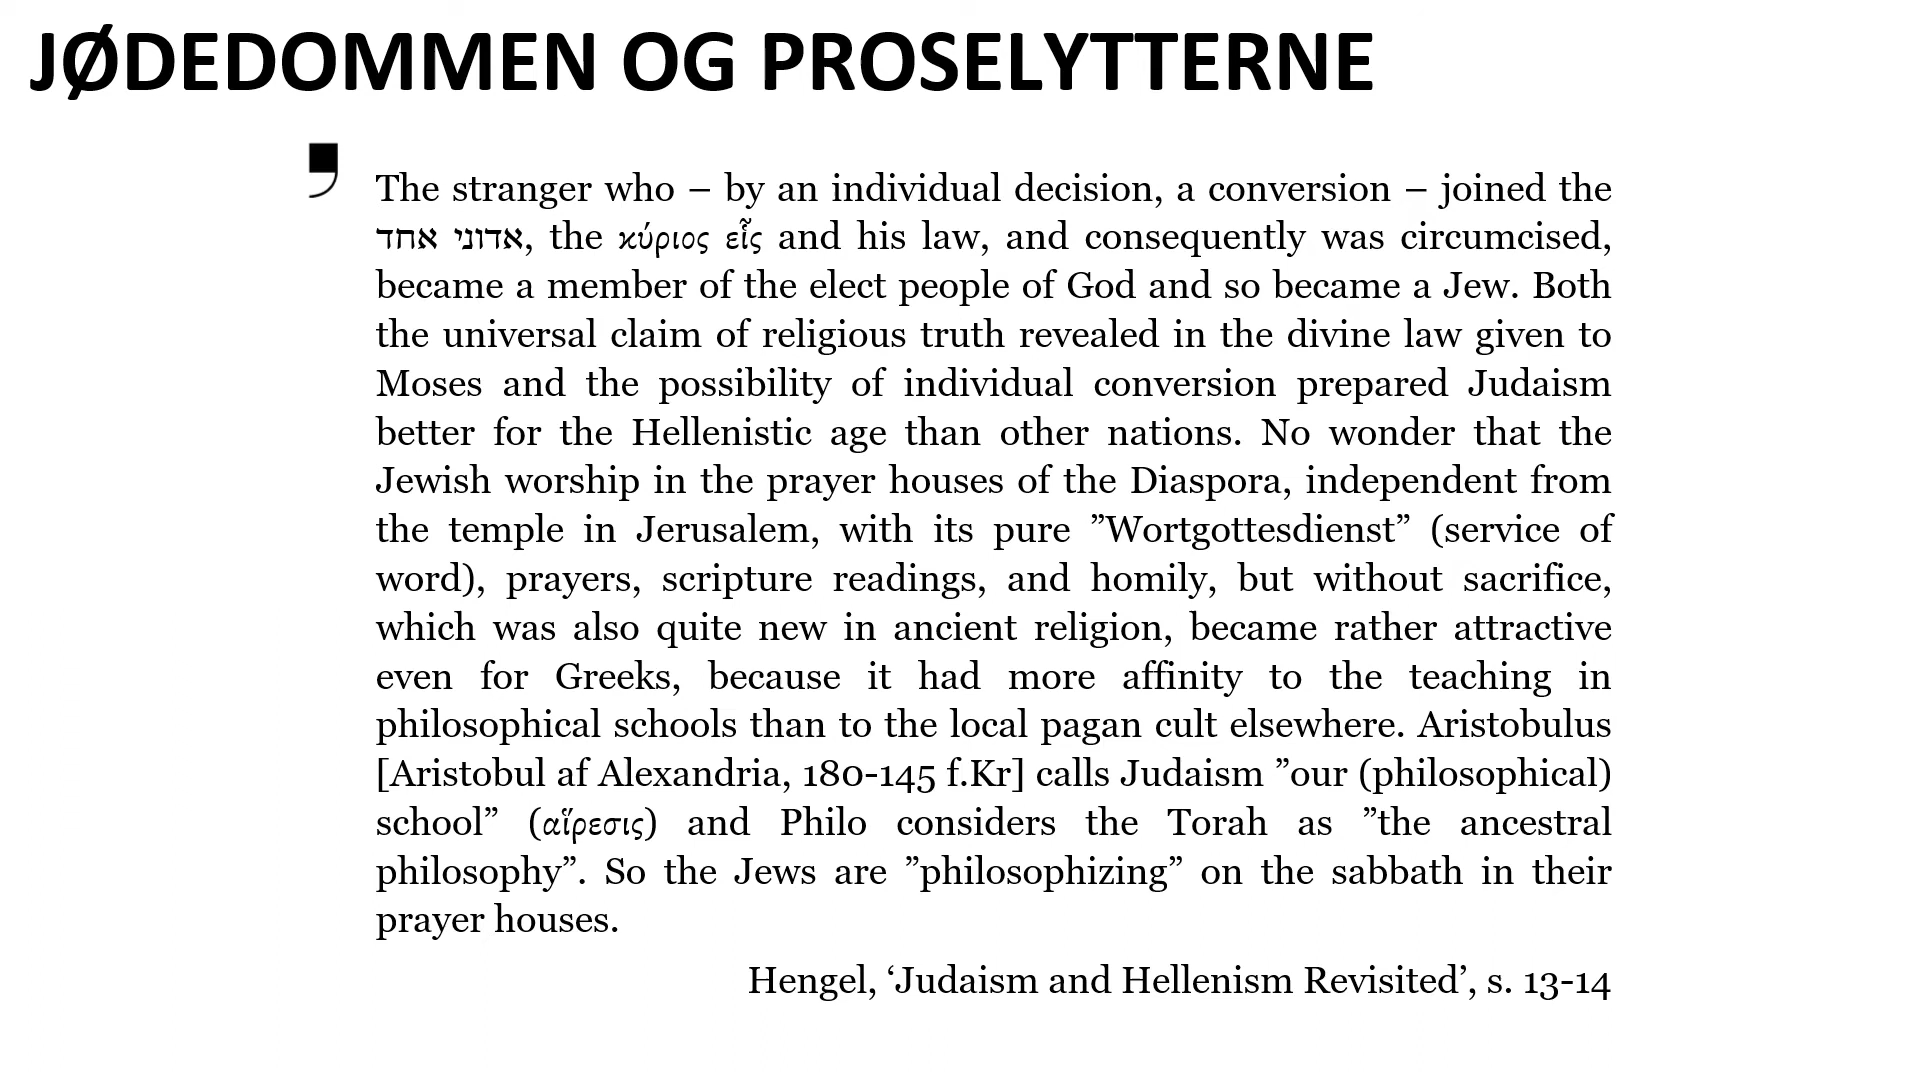 JØDEDOMMEN OG PROSELYTTERNE
❜ The stranger who – by an individual decision, a conversion – joined the
אדוני אחד, the κύριος εἷς and his law, and consequently was circumcised,
became a member of the elect people of God and so became a Jew. Both
the universal claim of religious truth revealed in the divine law given to
Moses and the possibility of individual conversion prepared Judaism
better for the Hellenistic age than other nations. No wonder that the
Jewish worship in the prayer houses of the Diaspora, independent from
the temple in Jerusalem, with its pure ”Wortgottesdienst” (service of
word), prayers, scripture readings, and homily, but without sacrifice,
which was also quite new in ancient religion, became rather attractive
even for Greeks, because it had more affinity to the teaching in
philosophical schools than to the local pagan cult elsewhere. Aristobulus
[Aristobul af Alexandria, 180-145 f.Kr] calls Judaism ”our (philosophical)
school” (αἵρεσις) and Philo considers the Torah as ”the ancestral
philosophy”. So the Jews are ”philosophizing” on the sabbath in their
prayer houses.
Hengel, ‘Judaism and Hellenism Revisited’, s. 13-14